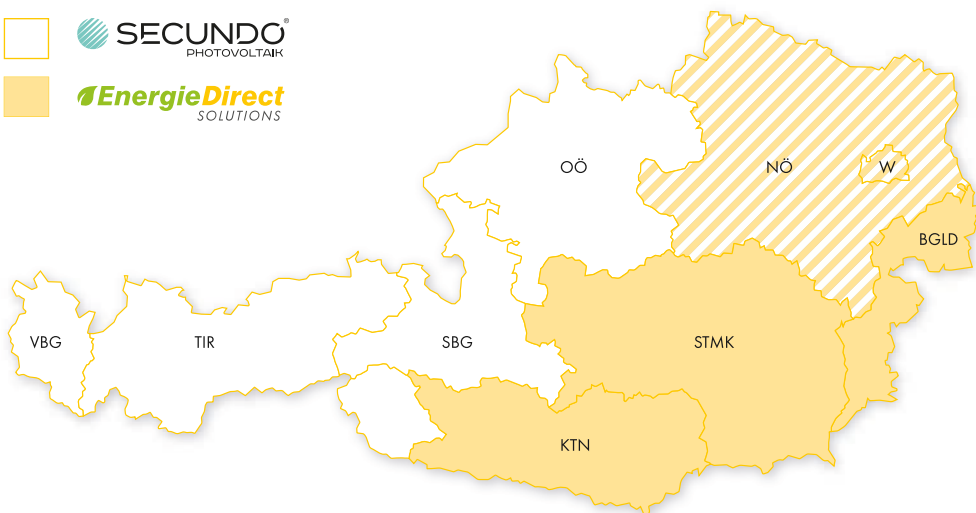 SECUNDO®
PHOTOVOLTAIK
EnergieDirect
SOLUTIONS
OÖ
NÖ
W
BGLD
VBG
TIR
SBG
STMK
KTN